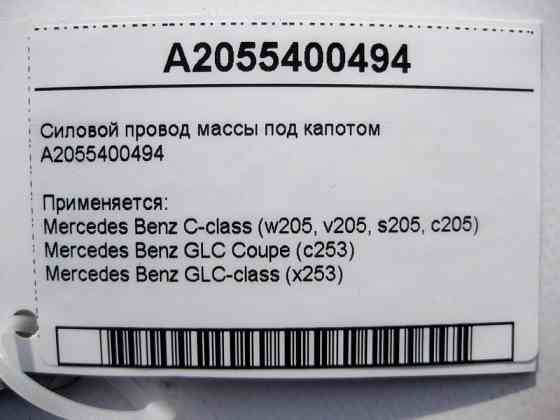 A2055400494
Силовой провод массы под капотом
A2055400494
Применяется:
Mercedes Benz C-class (w205, v205, s205, c205)
Mercedes Benz GLC Coupe (c253)
Mercedes Benz GLC-class (x253)